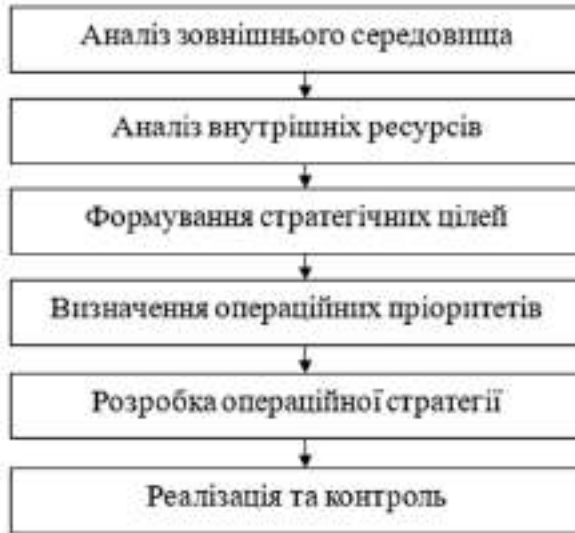 Аналіз зовнішнього середовища
Аналіз внутрішніх ресурсів
Формування стратегічних цілей
Визначення операційних пріоритетів
Розробка операційної стратегії
Реалізація та контроль